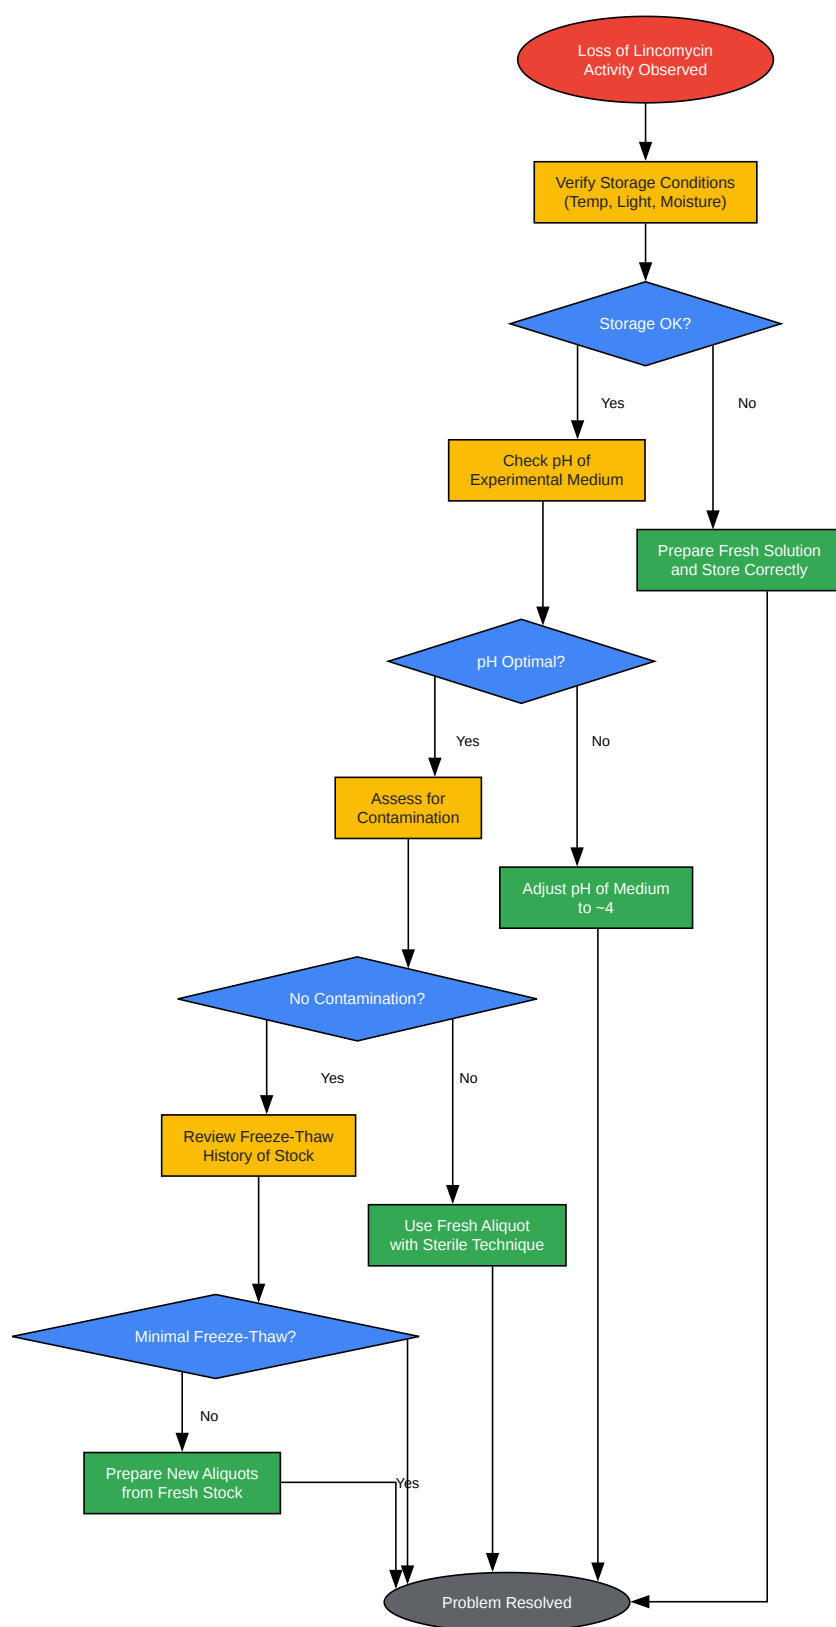 Loss of Lincomycin
Activity Observed
Verify Storage Conditions
(Temp, Light, Moisture)
Storage OK?
Yes
No
Check pH of
Experimental Medium
Prepare Fresh Solution
and Store Correctly
pH Optimal?
Yes
No
Assess for
Contamination
Adjust pH of Medium
to ~4
No Contamination?
Yes
No
Review Freeze-Thaw
History of Stock
Use Fresh Aliquot
with Sterile Technique
Minimal Freeze-Thaw?
No
Prepare New Aliquots
from Fresh Stock
Yes
Problem Resolved